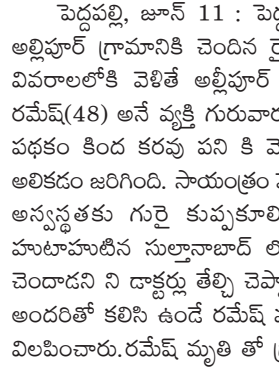 పెద్దపల్లి, జూన్ 11 :
అల్లిపూర్ గ్రామానికి చెందిన
వివరాలలోకి వెళితే అల్లీపూర్
రమేష్(48) అనే వ్యక్తి గురువార
పథకం కింద కరవు పని కి
అలికడం జరిగింది. సాయంత్రం
అస్వస్థతకు గురై కుప్పకూలి
హుటాహుటిన సుల్తానాబాద్
చెందాడని ని డాక్టర్లు తేల్చి
అందరితో కలిసి ఉండే రమేష్
విలపించారు.రమేష్ మృతి తో